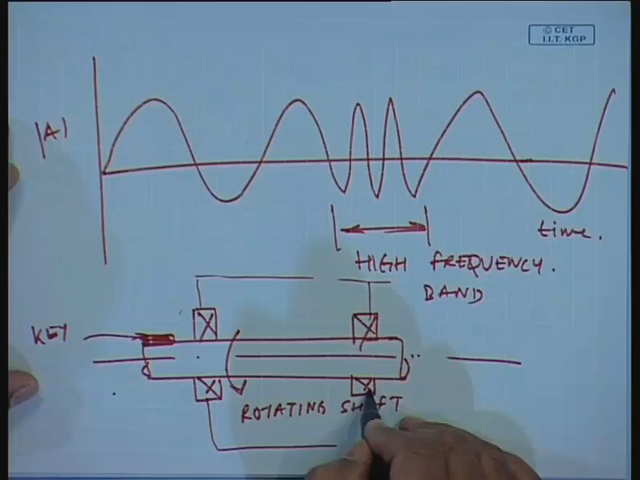 © CET
I.I.T. KGP
|A|
time.
HIGH FREQUENCY.
BAND
KEY
ROTATING SHAFT